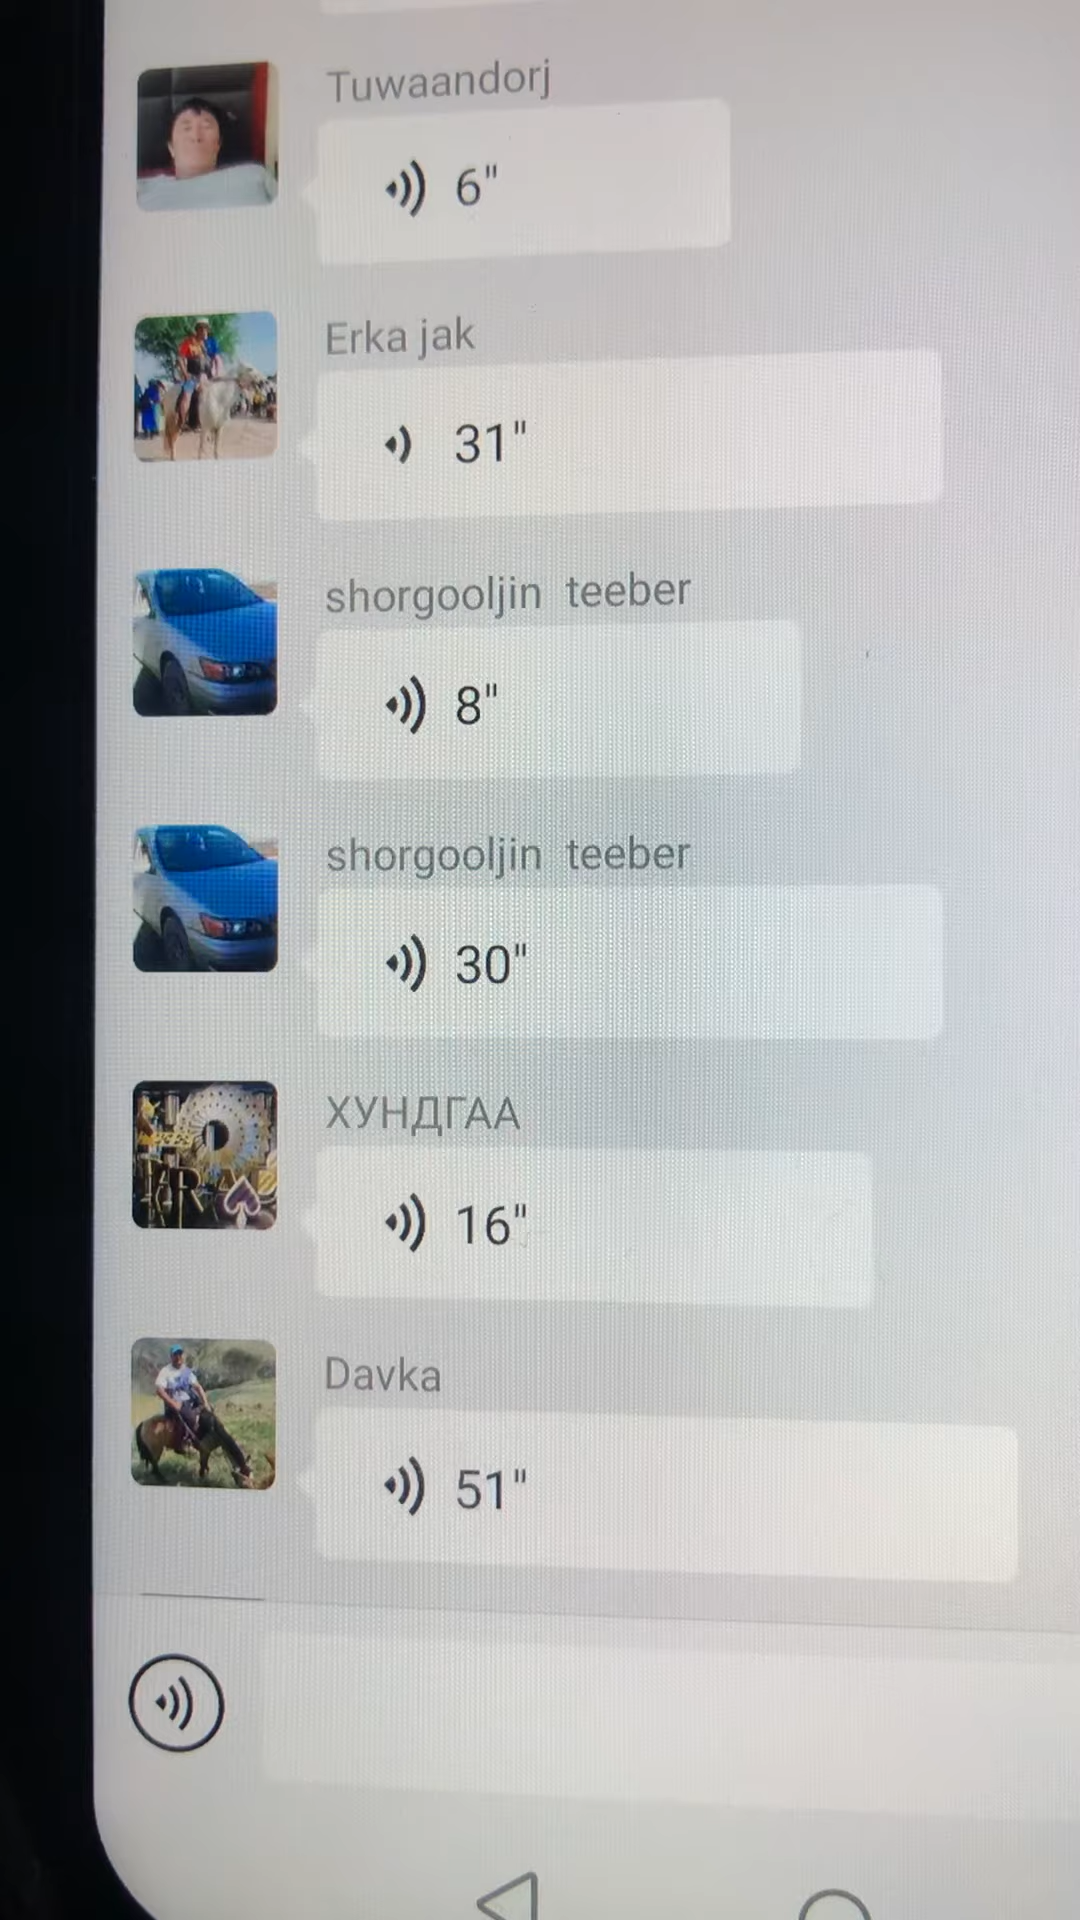 Tuwaandorj
6"
Erka jak
31"
shorgooljin teeber
8"
shorgooljin teeber
30"
ХУНДГАА
16"
Davka
51"